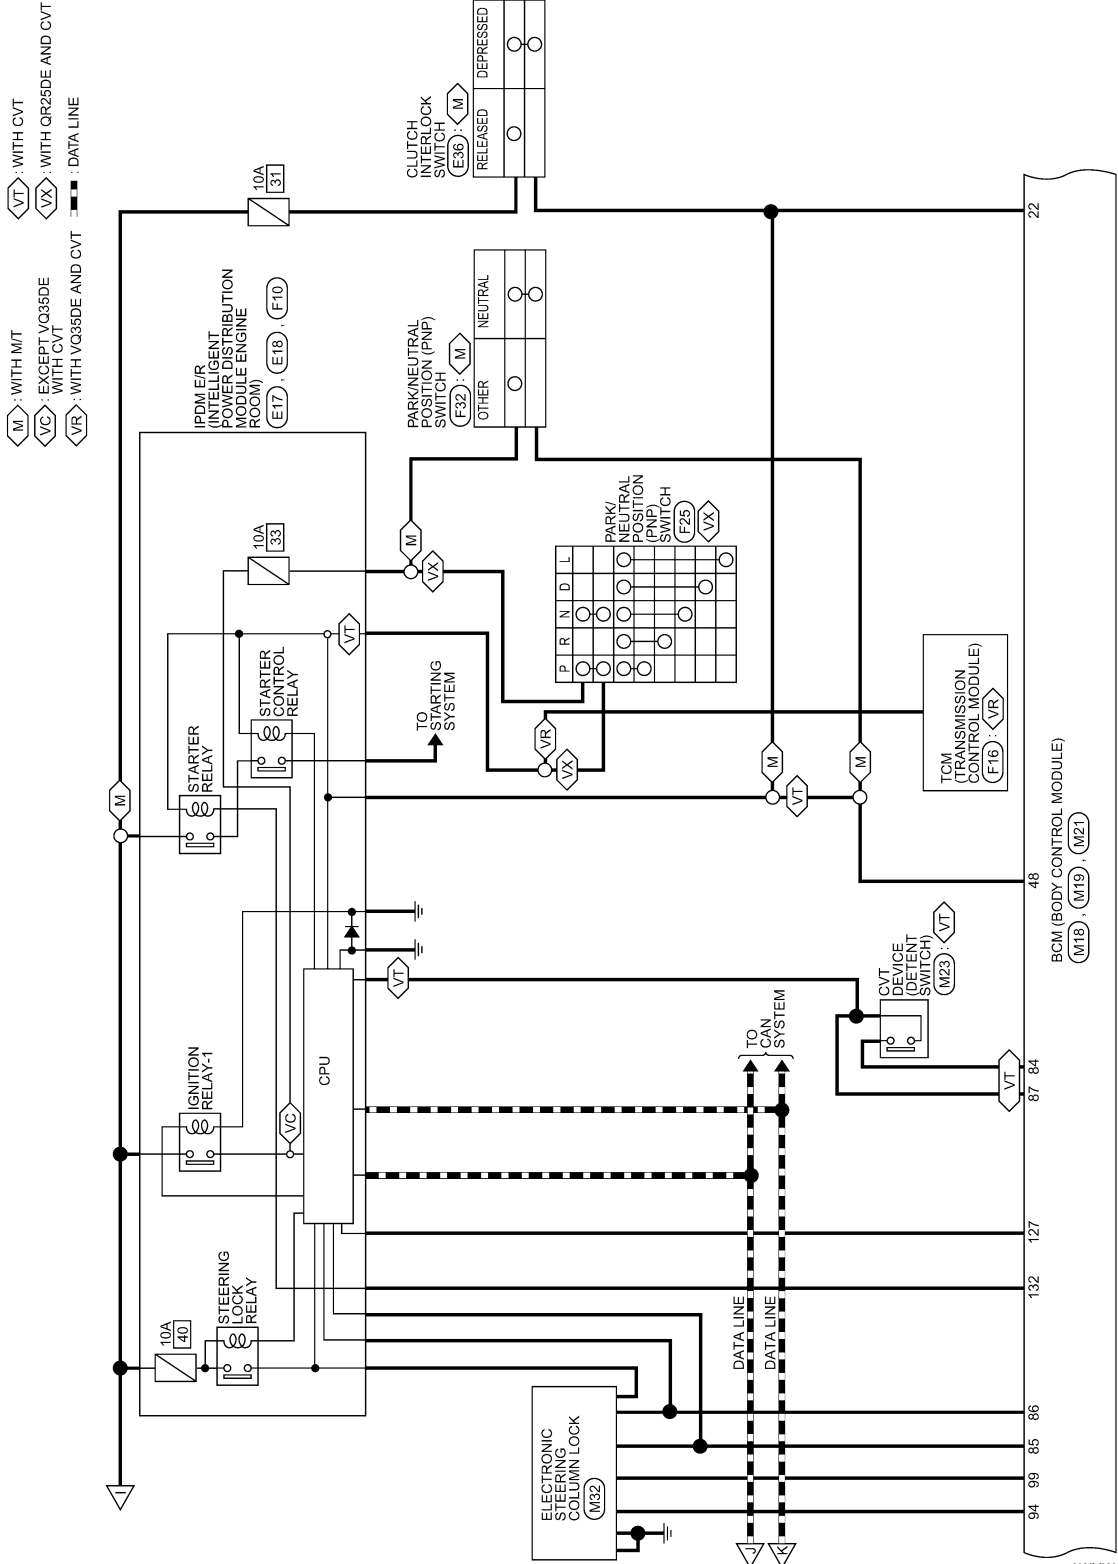 M : WITH M/T
VC : EXCEPT VQ35DE
WITH CVT
VR : WITH VQ35DE AND CVT
VT : WITH CVT
VX : WITH QR25DE AND CVT
: DATA LINE
I
M
10A
31
CLUTCH
INTERLOCK
SWITCH
E36 : M
RELEASED
DEPRESSED
IPDM E/R
(INTELLIGENT
POWER DISTRIBUTION
MODULE ENGINE
ROOM)
E17 , E18 , F10
10A
40
STEERING
LOCK
RELAY
IGNITION
RELAY-1
VC
CPU
STARTER
RELAY
STARTER
CONTROL
RELAY
VT
10A
33
VT
TO
STARTING
SYSTEM
M
VX
PARK/NEUTRAL
POSITION (PNP)
SWITCH
F32 : M
OTHER
NEUTRAL
P R N D L
PARK/
NEUTRAL
POSITION
(PNP)
SWITCH
F25
VX
VR
VX
M
VT
M
TCM
(TRANSMISSION
CONTROL MODULE)
F16 : VR
CVT
DEVICE
(DETENT
SWITCH)
M23 : VT
VT
TO
CAN
SYSTEM
DATA LINE
DATA LINE
J
K
ELECTRONIC
STEERING
COLUMN LOCK
M32
94 99 85 86 132 127 87 84 48 22
BCM (BODY CONTROL MODULE)
M18 , M19 , M21